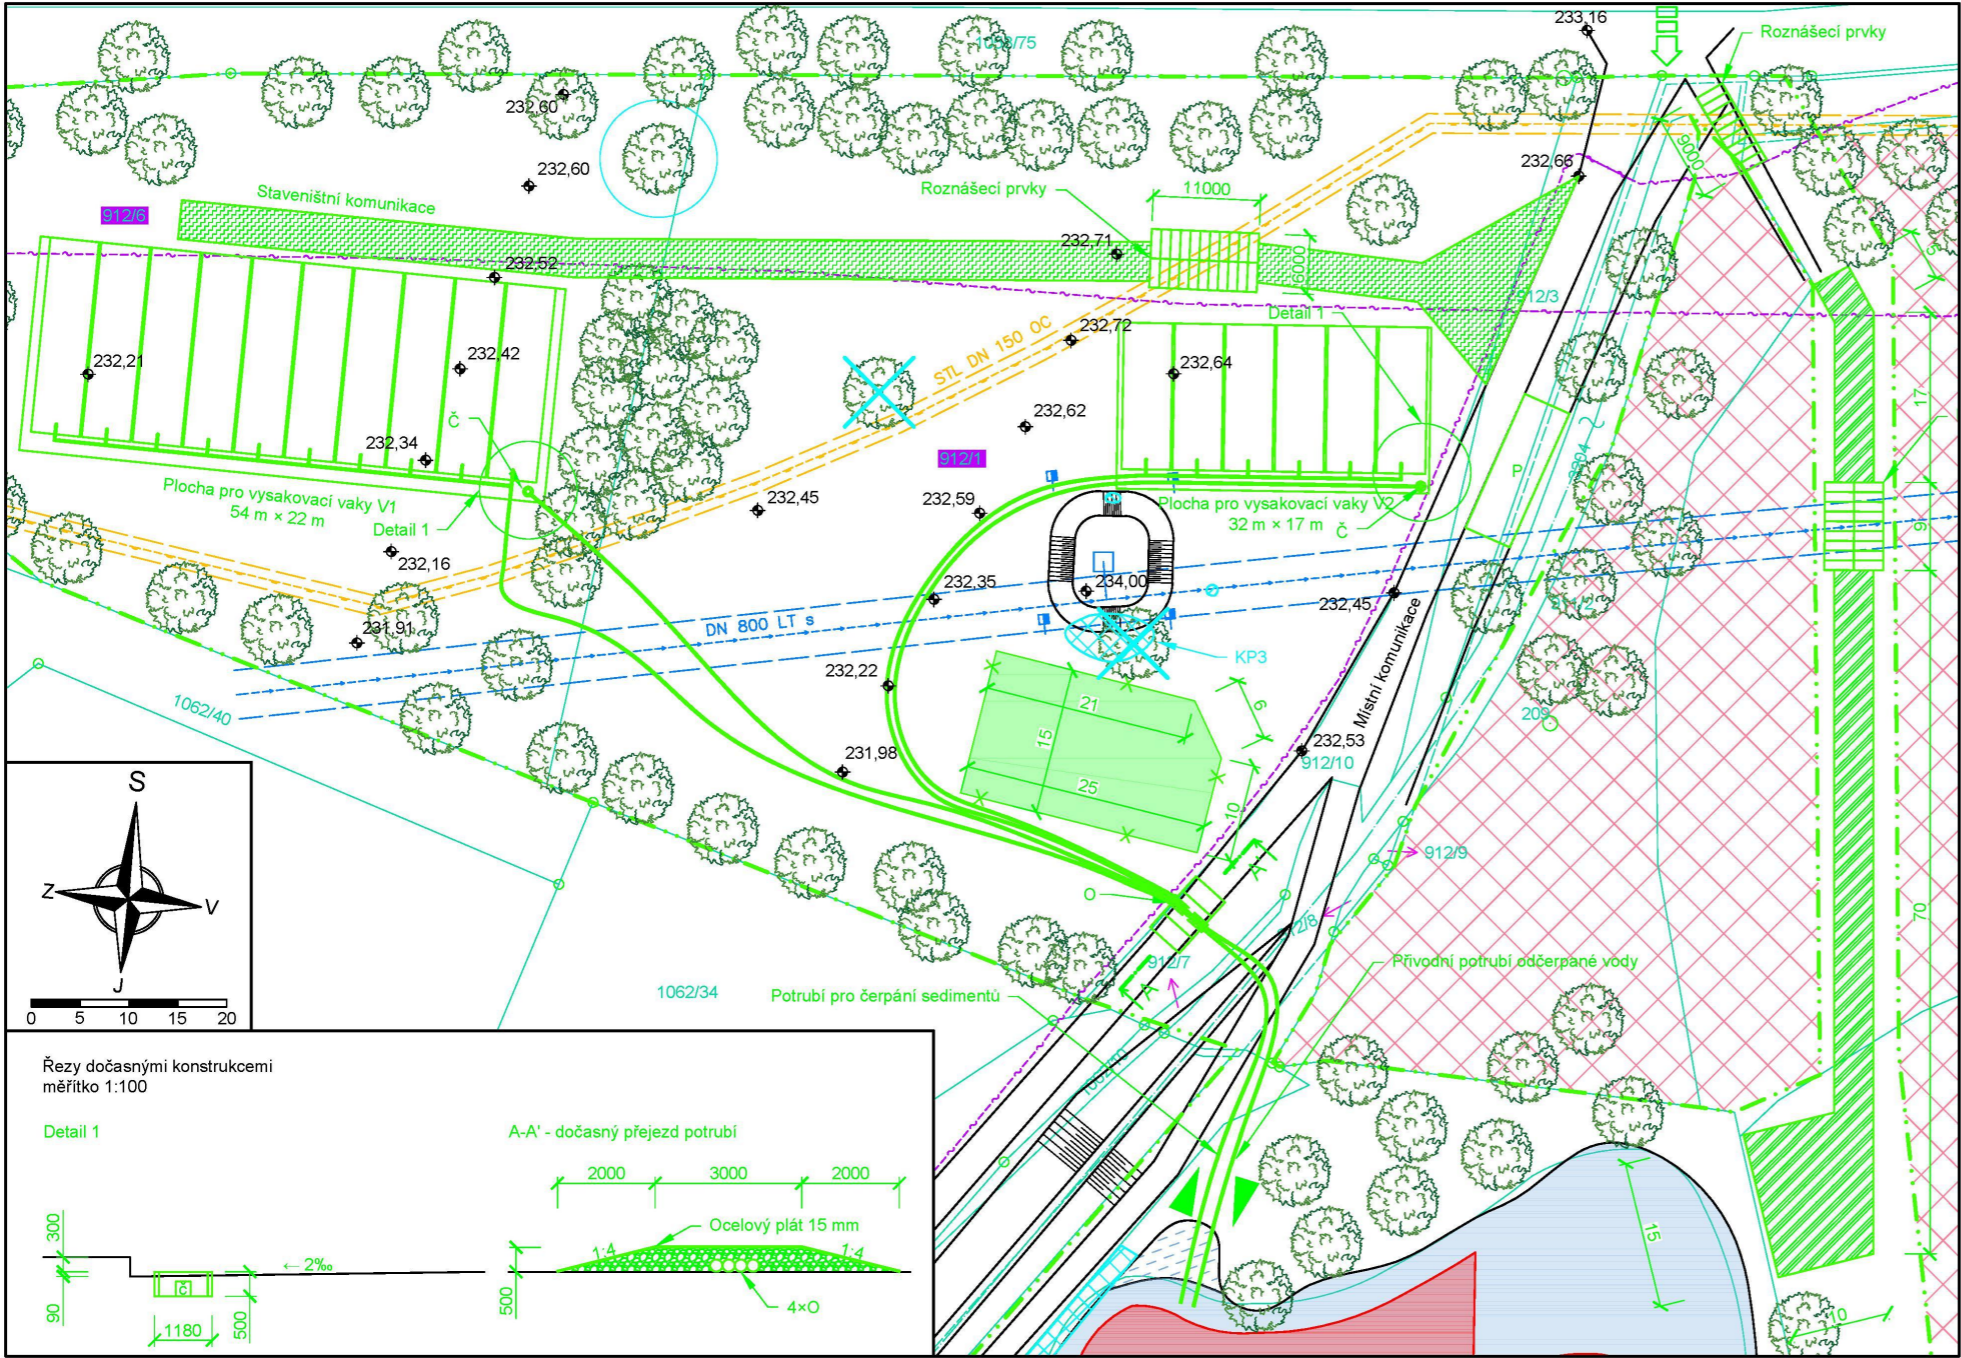 233,16
Roznášecí prvky
232,60
232,60
232,66
9000
912/6
Staveništní komunikace
Roznášecí prvky
11000
232,71
6000
232,52
912/3
Detail 1
232,72
STL DN 150 OC
232,21
232,42
232,64
17
232,62
Č
232,34
912/1
P
Plocha pro vysakovací vaky V1
54 m × 22 m
Detail 1
232,45
232,59
Plocha pro vysakovací vaky V2
32 m × 17 m
Č
9
232,16
232,35
234,00
232,45
231,91
DN 800 LT s
KP3
Místní komunikace
232,22
1062/40
21
6
15
209
232,53
912/10
231,98
25
10
912/9
S
Z
V
J
A'
O
70
912/7
Přívodní potrubí odčerpané vody
1062/34
Potrubí pro čerpání sedimentů
A
0 5 10 15 20
Řezy dočasnými konstrukcemi
měřítko 1:100
Detail 1
A-A' - dočasný přejezd potrubí
2000 3000 2000
300
Ocelový plát 15 mm
1:4
1:4
← 2‰
Č
90
1180
500
500
4×O
15
10